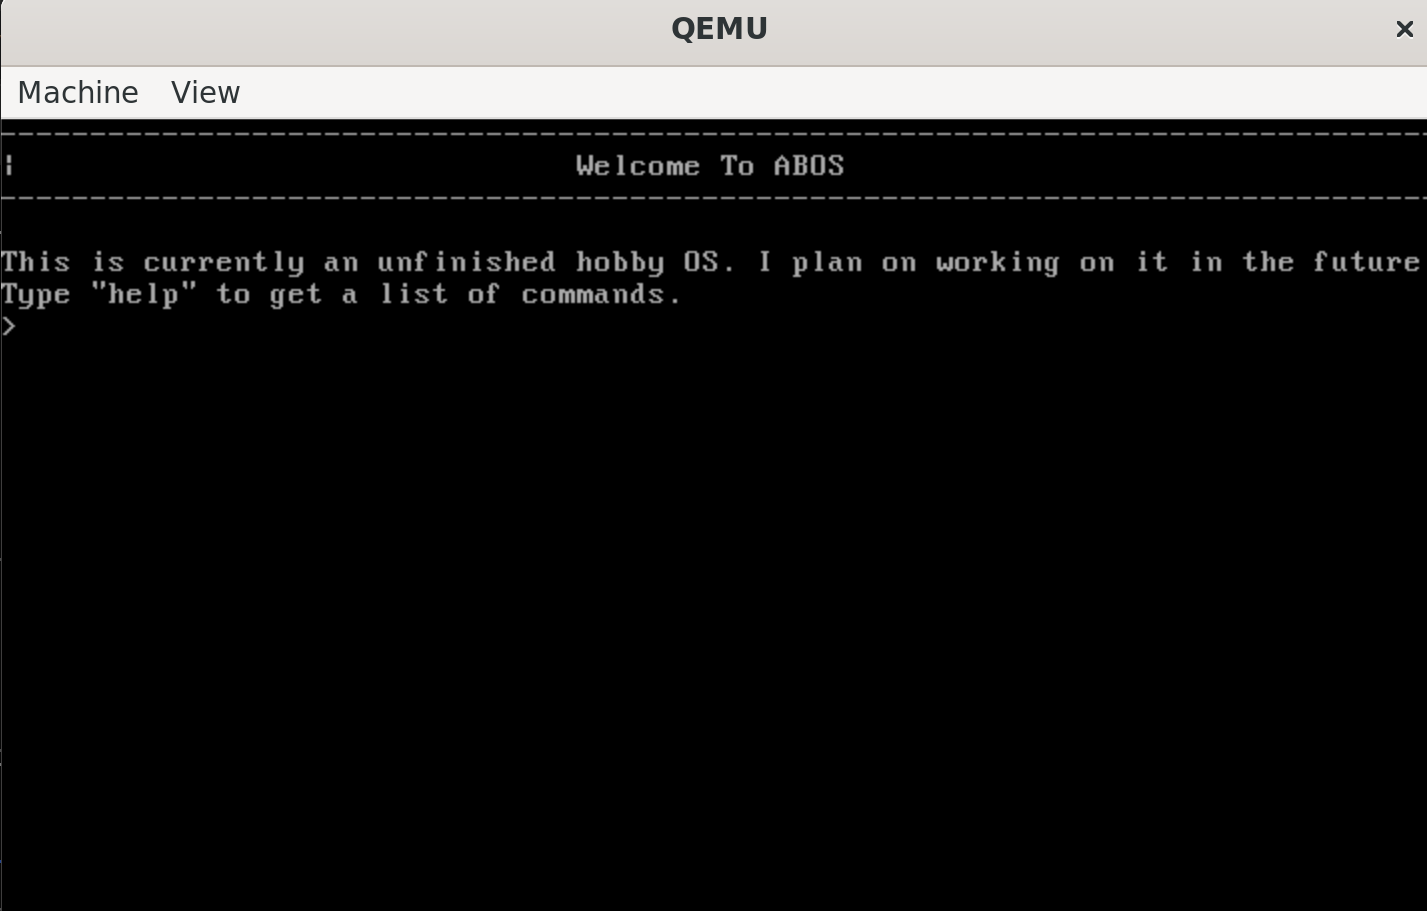 QEMU
Machine View
--------------------------------------------------------------------------------
¦ Welcome To ABOS
--------------------------------------------------------------------------------
This is currently an unfinished hobby OS. I plan on working on it in the future
Type "help" to get a list of commands.
>